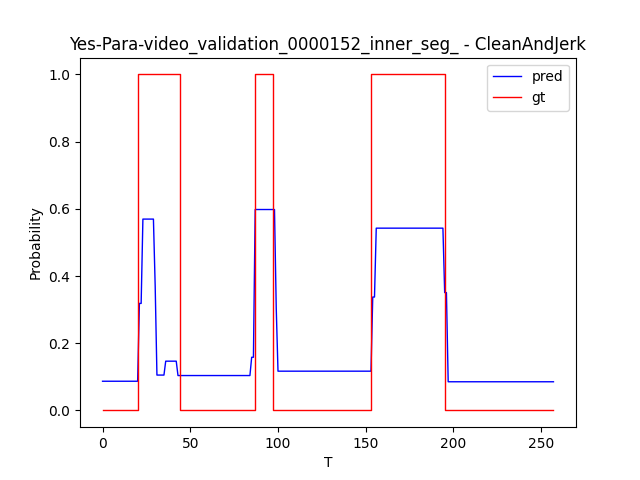 Yes-Para-video_validation_0000152_inner_seg_ - CleanAndJerk
pred
gt
1.0
0.8
0.6
0.4
0.2
0.0
Probability
0
50
100
150
200
250
T